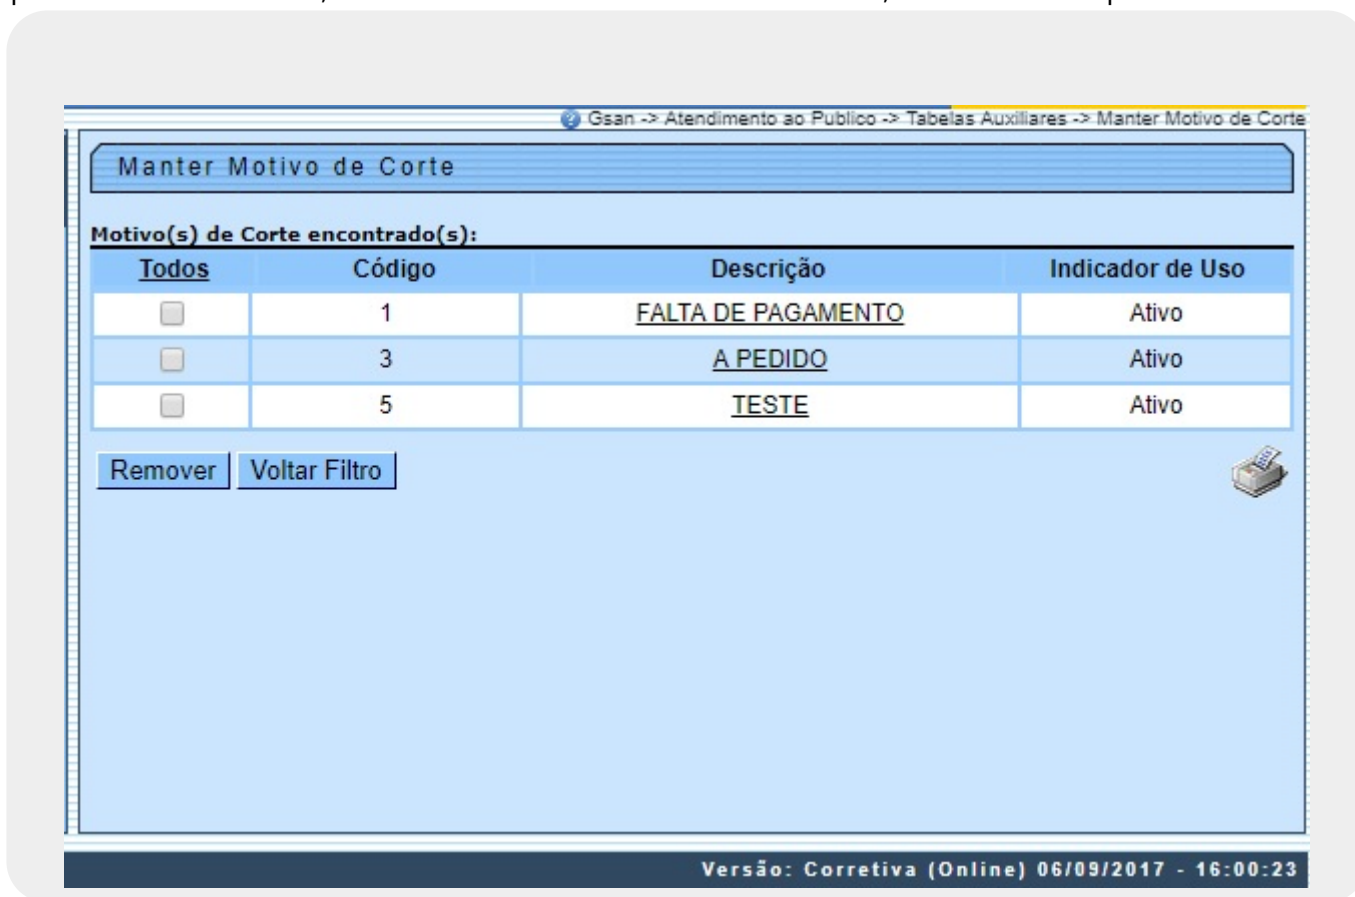 Gsan -> Atendimento ao Publico -> Tabelas Auxiliares -> Manter Motivo de Corte
Manter Motivo de Corte
Motivo(s) de Corte encontrado(s):
Todos Código Descrição Indicador de Uso
1 FALTA DE PAGAMENTO Ativo
3 A PEDIDO Ativo
5 TESTE Ativo
Remover Voltar Filtro
Versão: Corretiva (Online) 06/09/2017 - 16:00:23